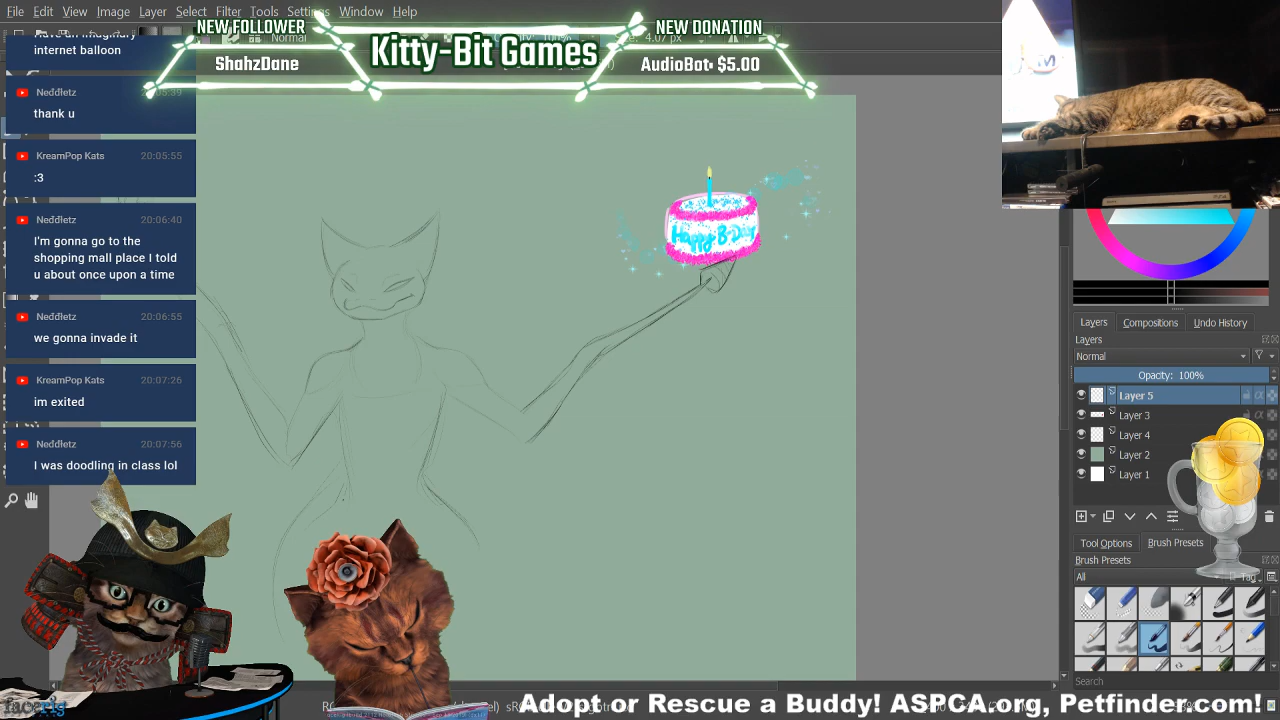 File Edit View Image Layer Select Filter Tools Settings Window Help
NEW FOLLOWER
ShahzDane
Kitty-Bit Games
NEW DONATION
AudioBot• $5.00
Normal
4.07 px
internet balloon
Neddletz
thank u
KreamPop Kats 20:05:55
:3
Neddletz 20:06:40
I'm gonna go to the
shopping mall place I told
u about once upon a time
Neddletz 20:06:55
we gonna invade it
KreamPop Kats 20:07:26
im exited
Neddletz 20:07:56
I was doodling in class lol
Happy B-Day
Layers Compositions Undo History
Layers
Normal
Opacity: 100%
Layer 5
Layer 3
Layer 4
Layer 2
Layer 1
Tool Options Brush Presets
Brush Presets
All
Tag
Search
facerig
Adopt or Rescue a Buddy! ASPCA.org, Petfinder.com!